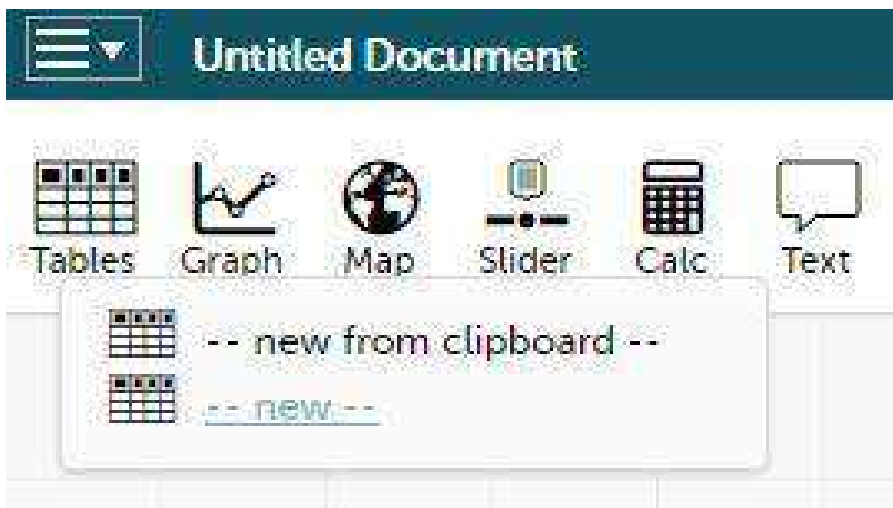 Untitled Document
Tables Graph Map Slider Calc Text
-- new from clipboard --
-- new --